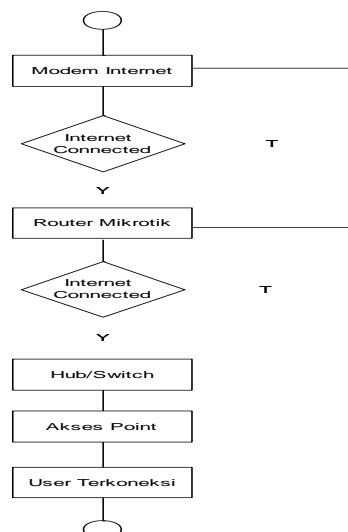 Modem Internet
Internet
Connected
T
Y
Router Mikrotik
Internet
Connected
T
Y
Hub/Switch
Akses Point
User Terkoneksi